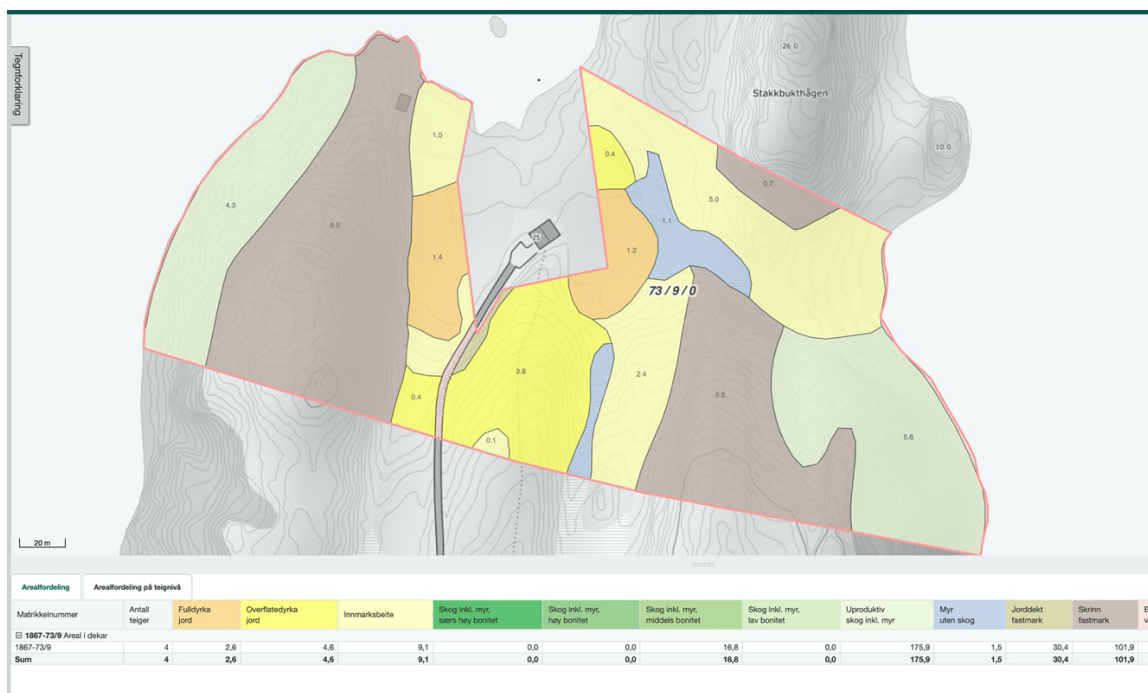 Tegnforklaring
26.0
Stakkbukthågen
10.0
1.0
0.4
0.7
5.0
4.3
9.0
1.1
1.4
25
1.2
73 / 9 / 0
3.8
2.4
0.4
5.5
0.1
5.6
20 m
Arealfordeling Arealfordeling på teignivå
Matrikkelnummer Antall teiger Fulldyrka jord Overflatedyrka jord Innmarksbeite Skog inkl. myr, særs høy bonitet Skog inkl. myr, høy bonitet Skog inkl. myr, middels bonitet Skog inkl. myr, lav bonitet Uproduktiv skog inkl. myr Myr uten skog Jorddekt fastmark Skrinn fastmark
1867-73/9 Areal i dekar
1867-73/9 4 2,6 4,6 9,1 0,0 0,0 16,8 0,0 175,9 1,5 30,4 101,9
Sum 4 2,6 4,6 9,1 0,0 0,0 16,8 0,0 175,9 1,5 30,4 101,9